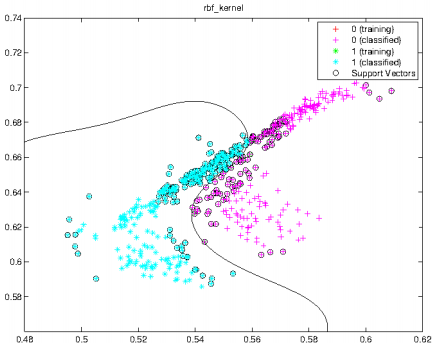 rbf_kernel
0 (training)
0 (classified)
1 (training)
1 (classified)
Support Vectors
0.74
0.72
0.7
0.68
0.66
0.64
0.62
0.6
0.58
0.48 0.5 0.52 0.54 0.56 0.58 0.6 0.62